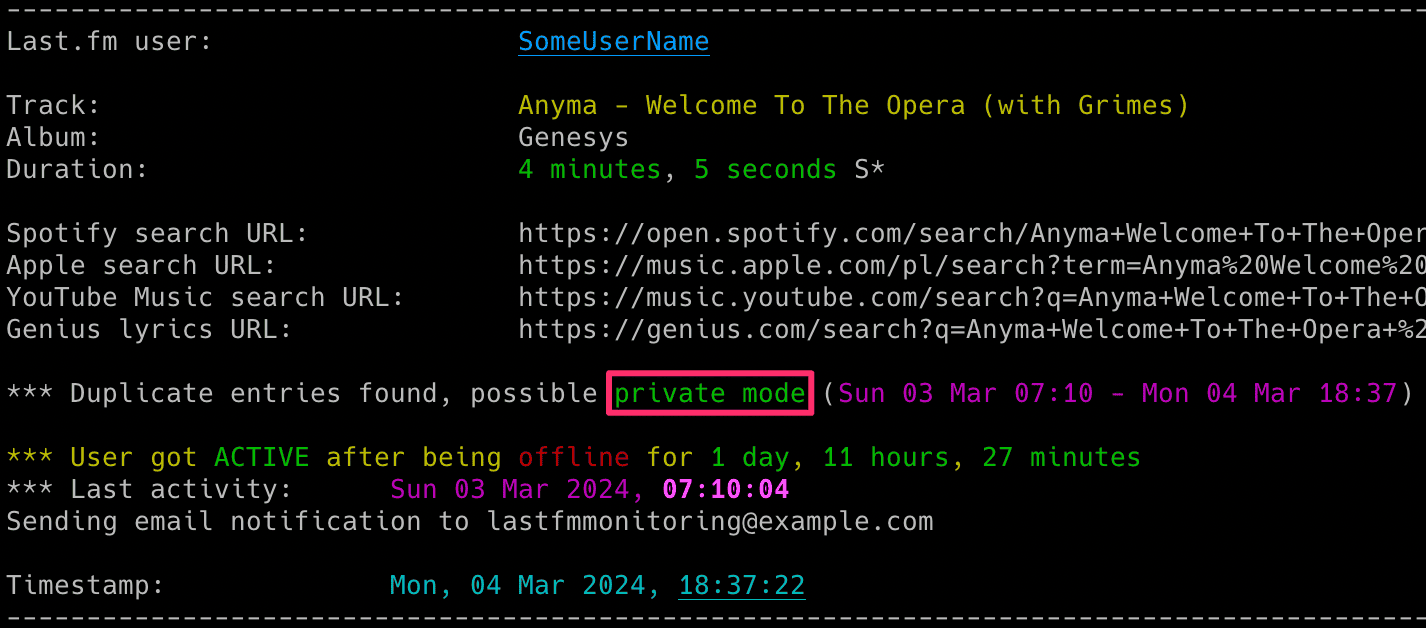 Last.fm user: SomeUserName
Track: Anyma - Welcome To The Opera (with Grimes)
Album: Genesys
Duration: 4 minutes, 5 seconds S*
Spotify search URL: https://open.spotify.com/search/Anyma+Welcome+To+The+Oper
Apple search URL: https://music.apple.com/pl/search?term=Anyma%20Welcome%20
YouTube Music search URL: https://music.youtube.com/search?q=Anyma+Welcome+To+The+O
Genius lyrics URL: https://genius.com/search?q=Anyma+Welcome+To+The+Opera+%2
*** Duplicate entries found, possible private mode (Sun 03 Mar 07:10 - Mon 04 Mar 18:37)
*** User got ACTIVE after being offline for 1 day, 11 hours, 27 minutes
*** Last activity: Sun 03 Mar 2024, 07:10:04
Sending email notification to lastfmmonitoring@example.com
Timestamp: Mon, 04 Mar 2024, 18:37:22